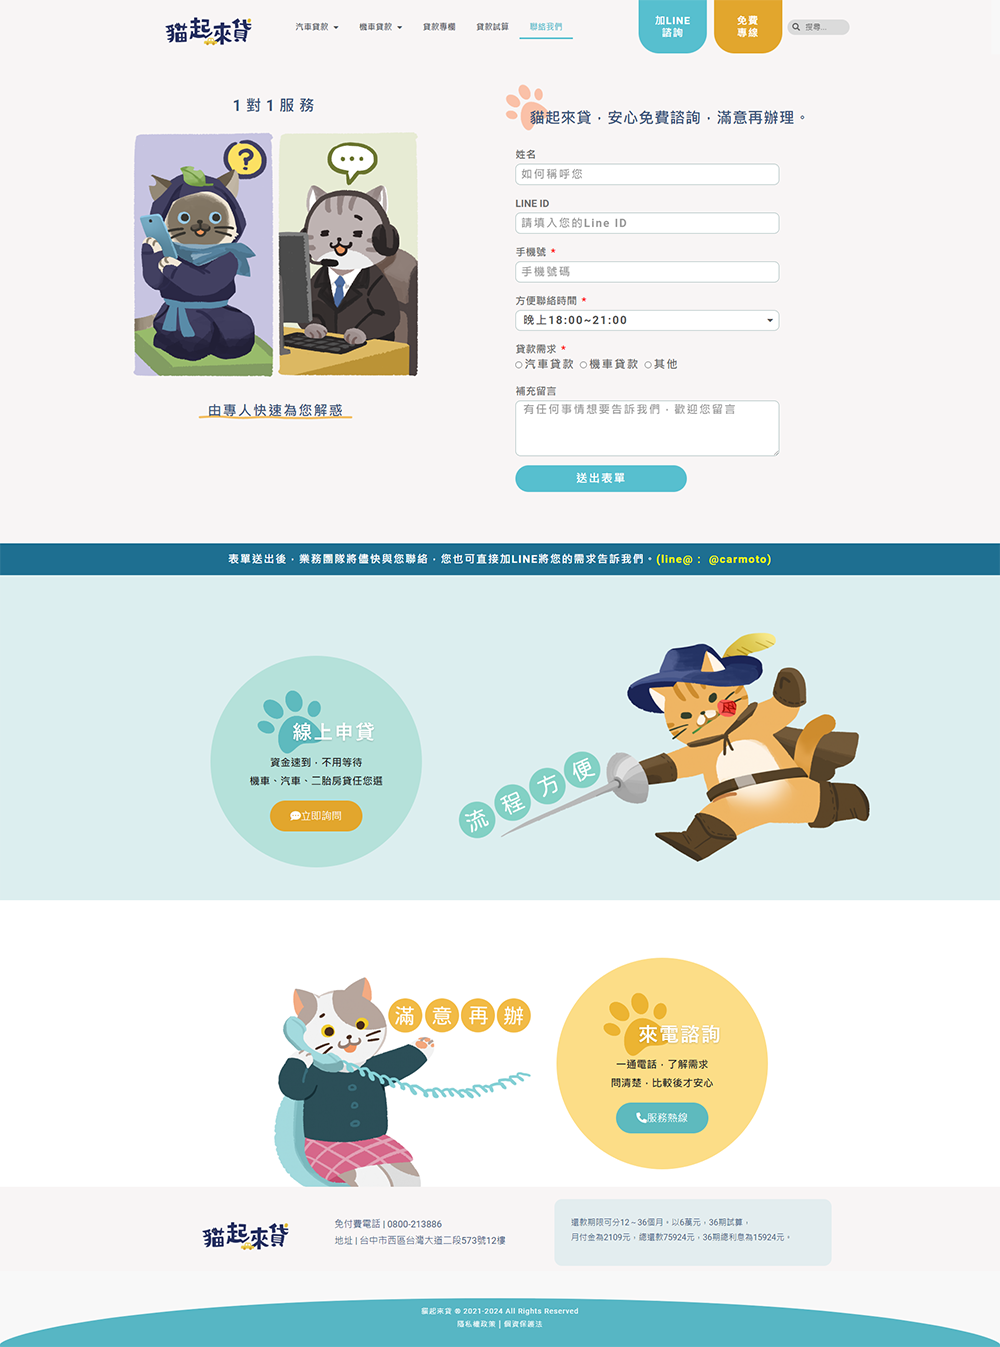 貓起來貸
汽車貸款
機車貸款
貸款專欄
貸款試算
聯絡我們
加LINE
諮詢
免費
專線
搜尋...
1對1服務
?
由專人快速為您解惑
貓起來貸，安心免費諮詢，滿意再辦理。
姓名
如何稱呼您
LINE ID
請填入您的Line ID
手機號 *
手機號碼
方便聯絡時間 *
晚上18:00~21:00
貸款需求 *
汽車貸款 機車貸款 其他
補充留言
有任何事情想要告訴我們，歡迎您留言
送出表單
表單送出後，業務團隊將儘快與您聯絡，您也可直接加LINE將您的需求告訴我們。(line@： @carmoto)
線上申貸
資金速到，不用等待
機車、汽車、二胎房貸任您選
立即詢問
流程方便
滿意再辦
來電諮詢
一通電話，了解需求
問清楚，比較後才安心
服務熱線
貓起來貸
免付費電話 | 0800-213886
地址 | 台中市西區台灣大道二段573號12樓
還款期限可分12～36個月。以6萬元，36期試算，
月付金為2109元，總還款75924元，36期總利息為15924元。
貓起來貸 ® 2021-2024 All Rights Reserved
隱私權政策 | 個資保護法